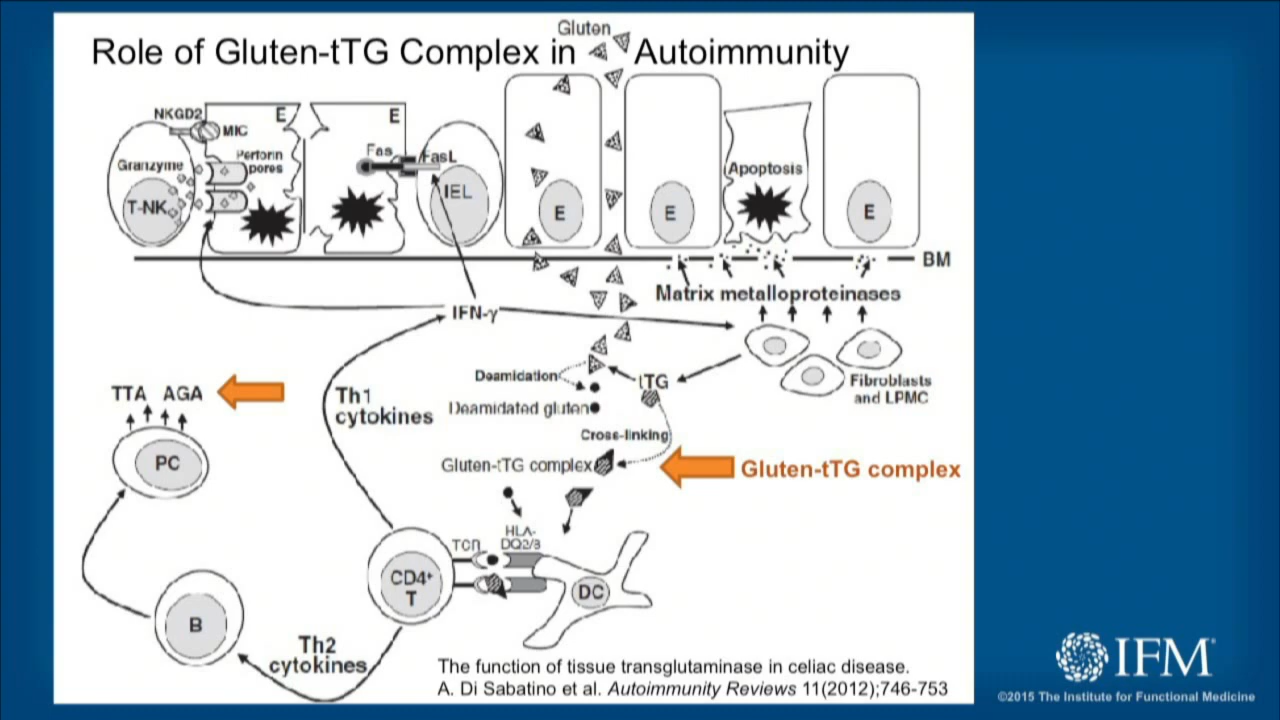 Gluten
Role of Gluten-tTG Complex in Autoimmunity
NKGD2
MIC
E
E
Granzyme
Perforin
pores
T-NK
Fas
FasL
IEL
E
E
Apoptosis
E
BM
Matrix metalloproteinases
IFN-γ
Fibroblasts
and LPMC
TTA AGA
Th1
cytokines
Deamidation
tTG
Deamidated gluten
Cross-linking
Gluten-tTG complex
Gluten-tTG complex
PC
HLA-
TCR
DQ2/8
CD4+
T
DC
B
Th2
cytokines
The function of tissue transglutaminase in celiac disease.
A. Di Sabatino et al. Autoimmunity Reviews 11(2012);746-753
IFM
©2015 The Institute for Functional Medicine